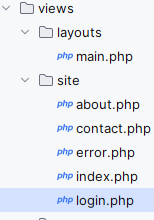 views
layouts
php main.php
site
php about.php
php contact.php
php error.php
php index.php
php login.php